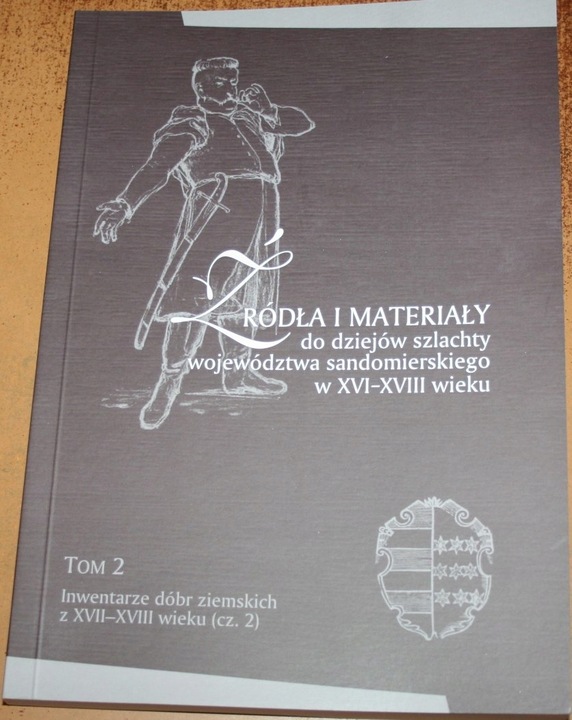 ŹRÓDŁA I MATERIAŁY
do dziejów szlachty
województwa sandomierskiego
w XVI–XVIII wieku
TOM 2
Inwentarze dóbr ziemskich
z XVII–XVIII wieku (cz. 2)